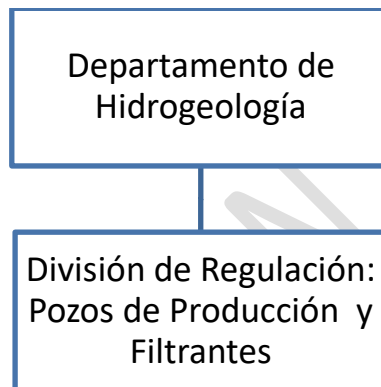 Departamento de
Hidrogeología
División de Regulación:
Pozos de Producción  y
Filtrantes